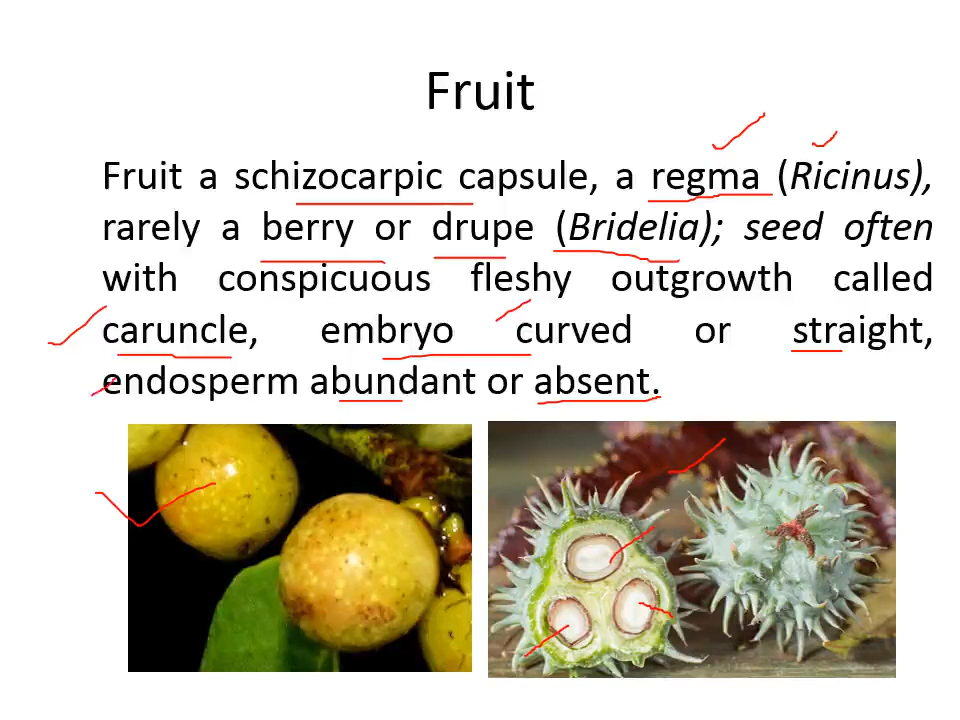 Fruit
Fruit a schizocarpic capsule, a regma (Ricinus),
rarely a berry or drupe (Bridelia); seed often
with conspicuous fleshy outgrowth called
caruncle, embryo curved or straight,
endosperm abundant or absent.